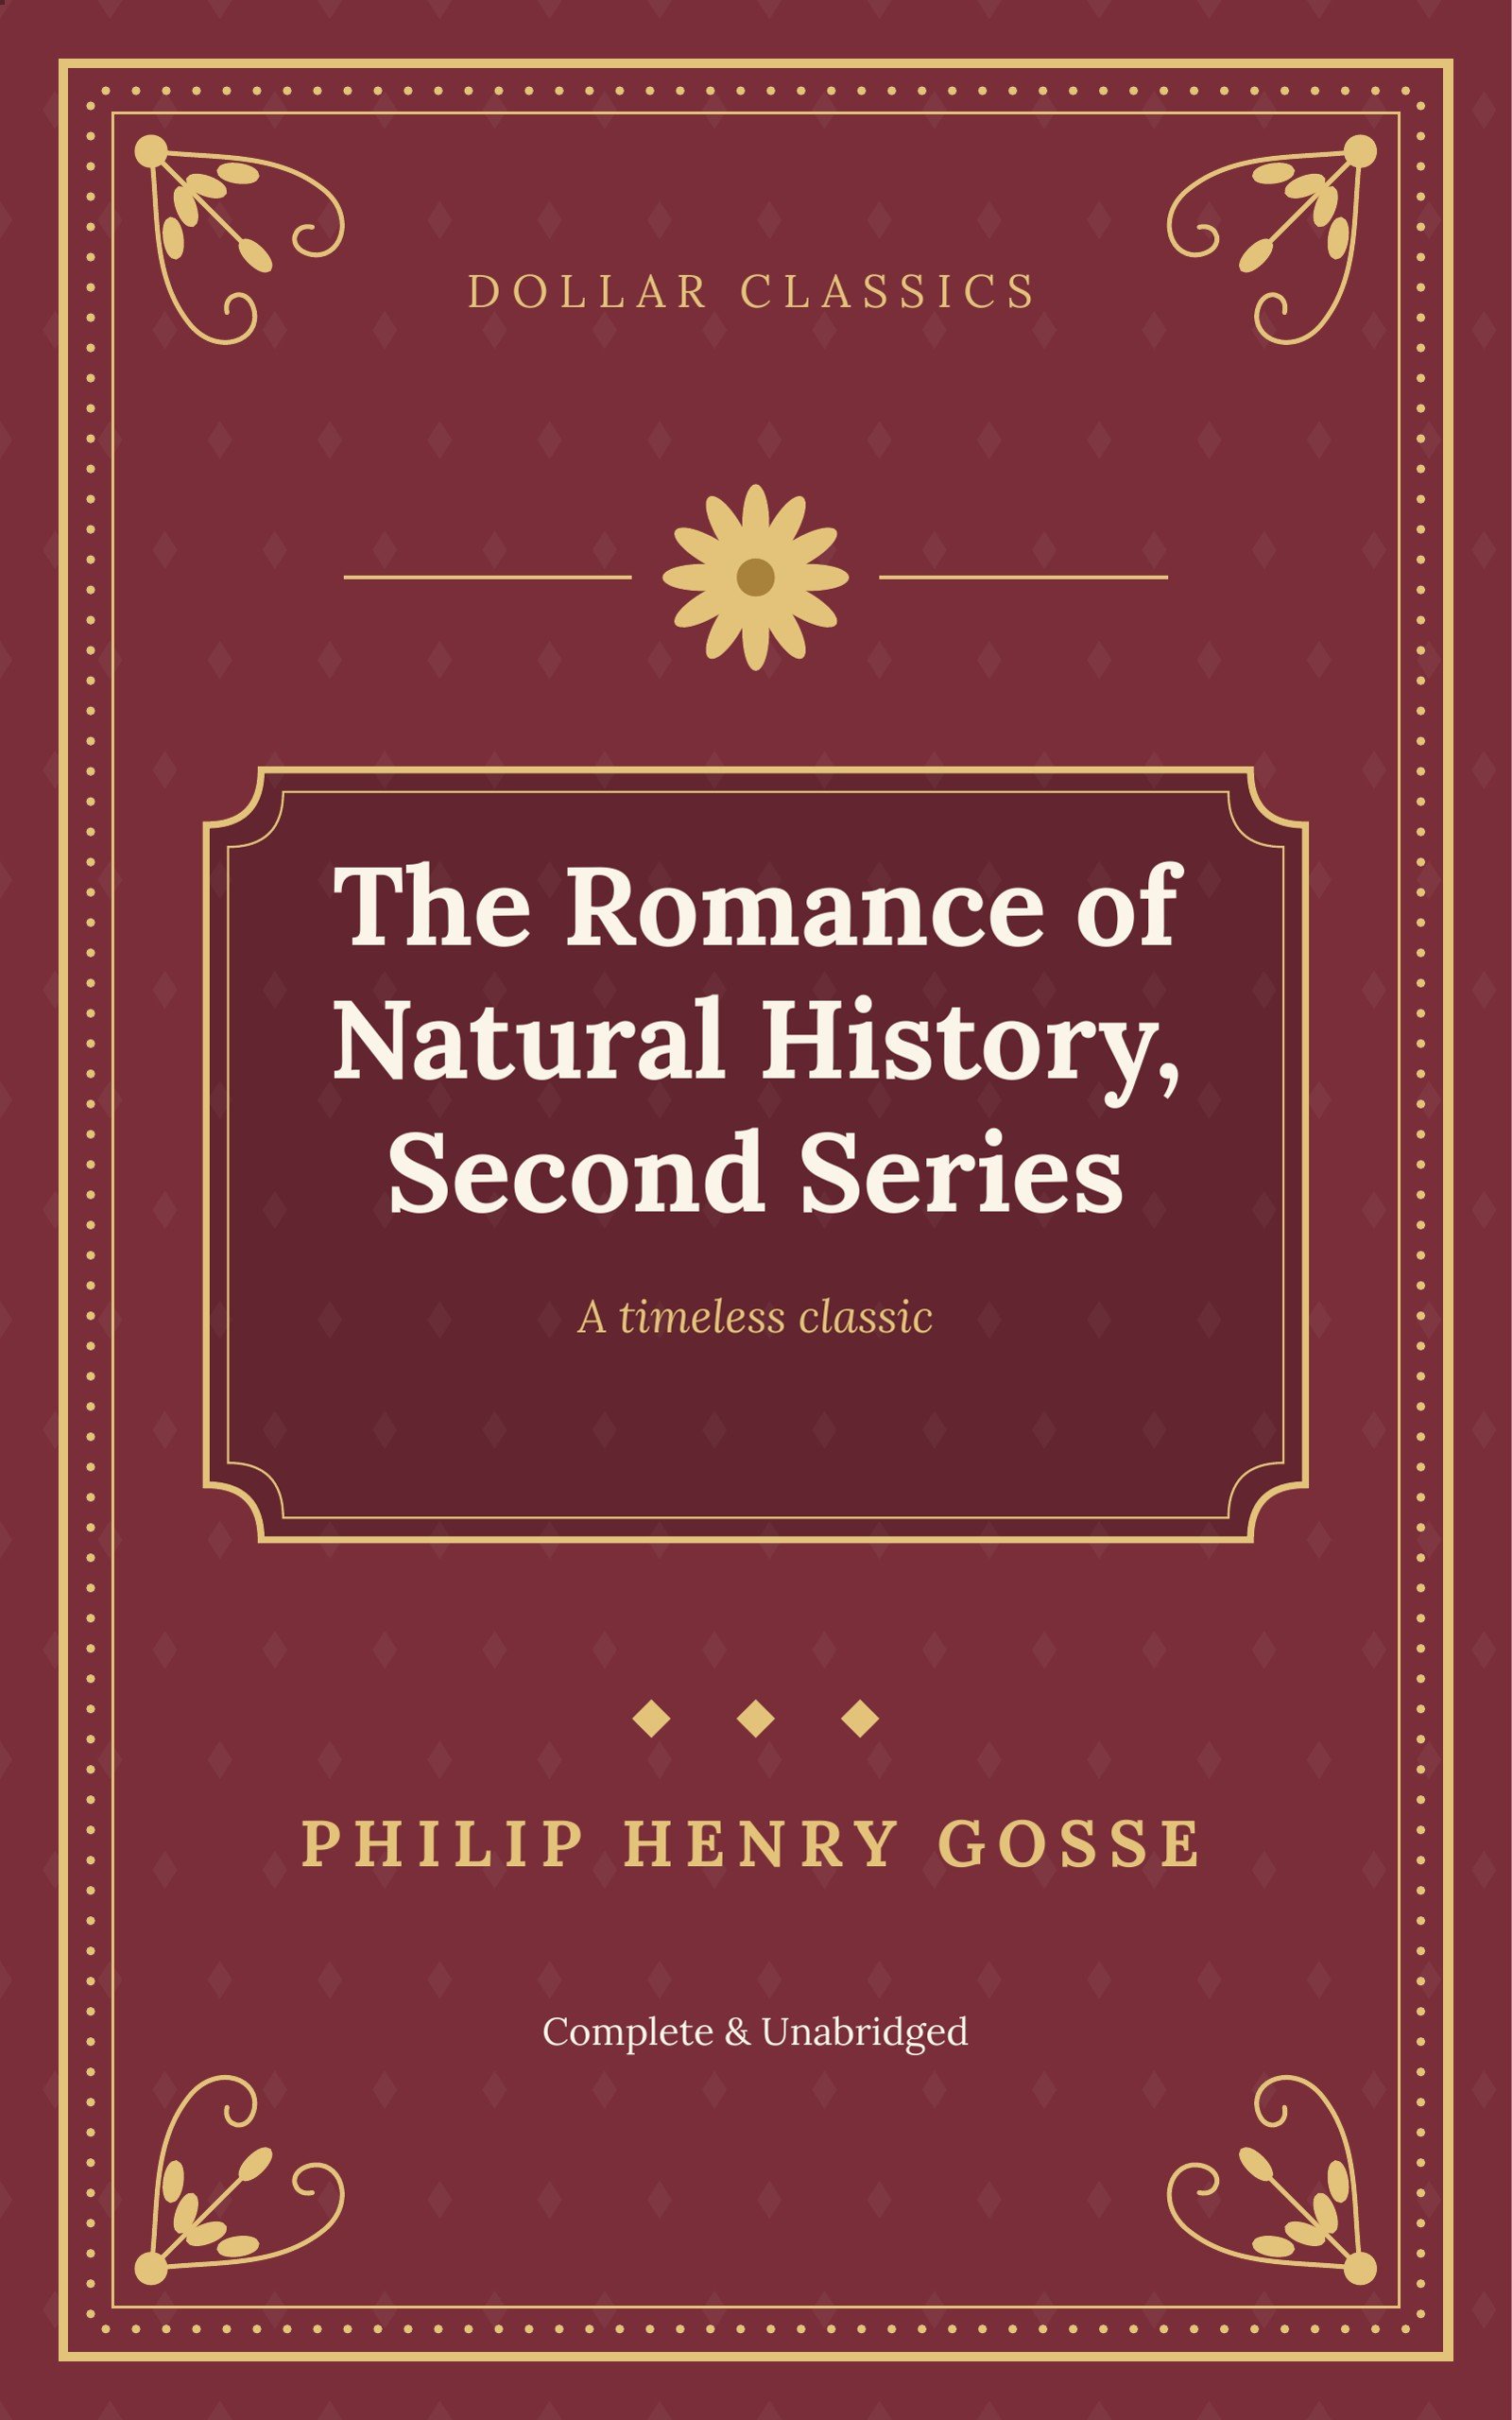 DOLLAR CLASSICS
The Romance of
Natural History,
Second Series
A timeless classic
PHILIP HENRY GOSSE
Complete & Unabridged